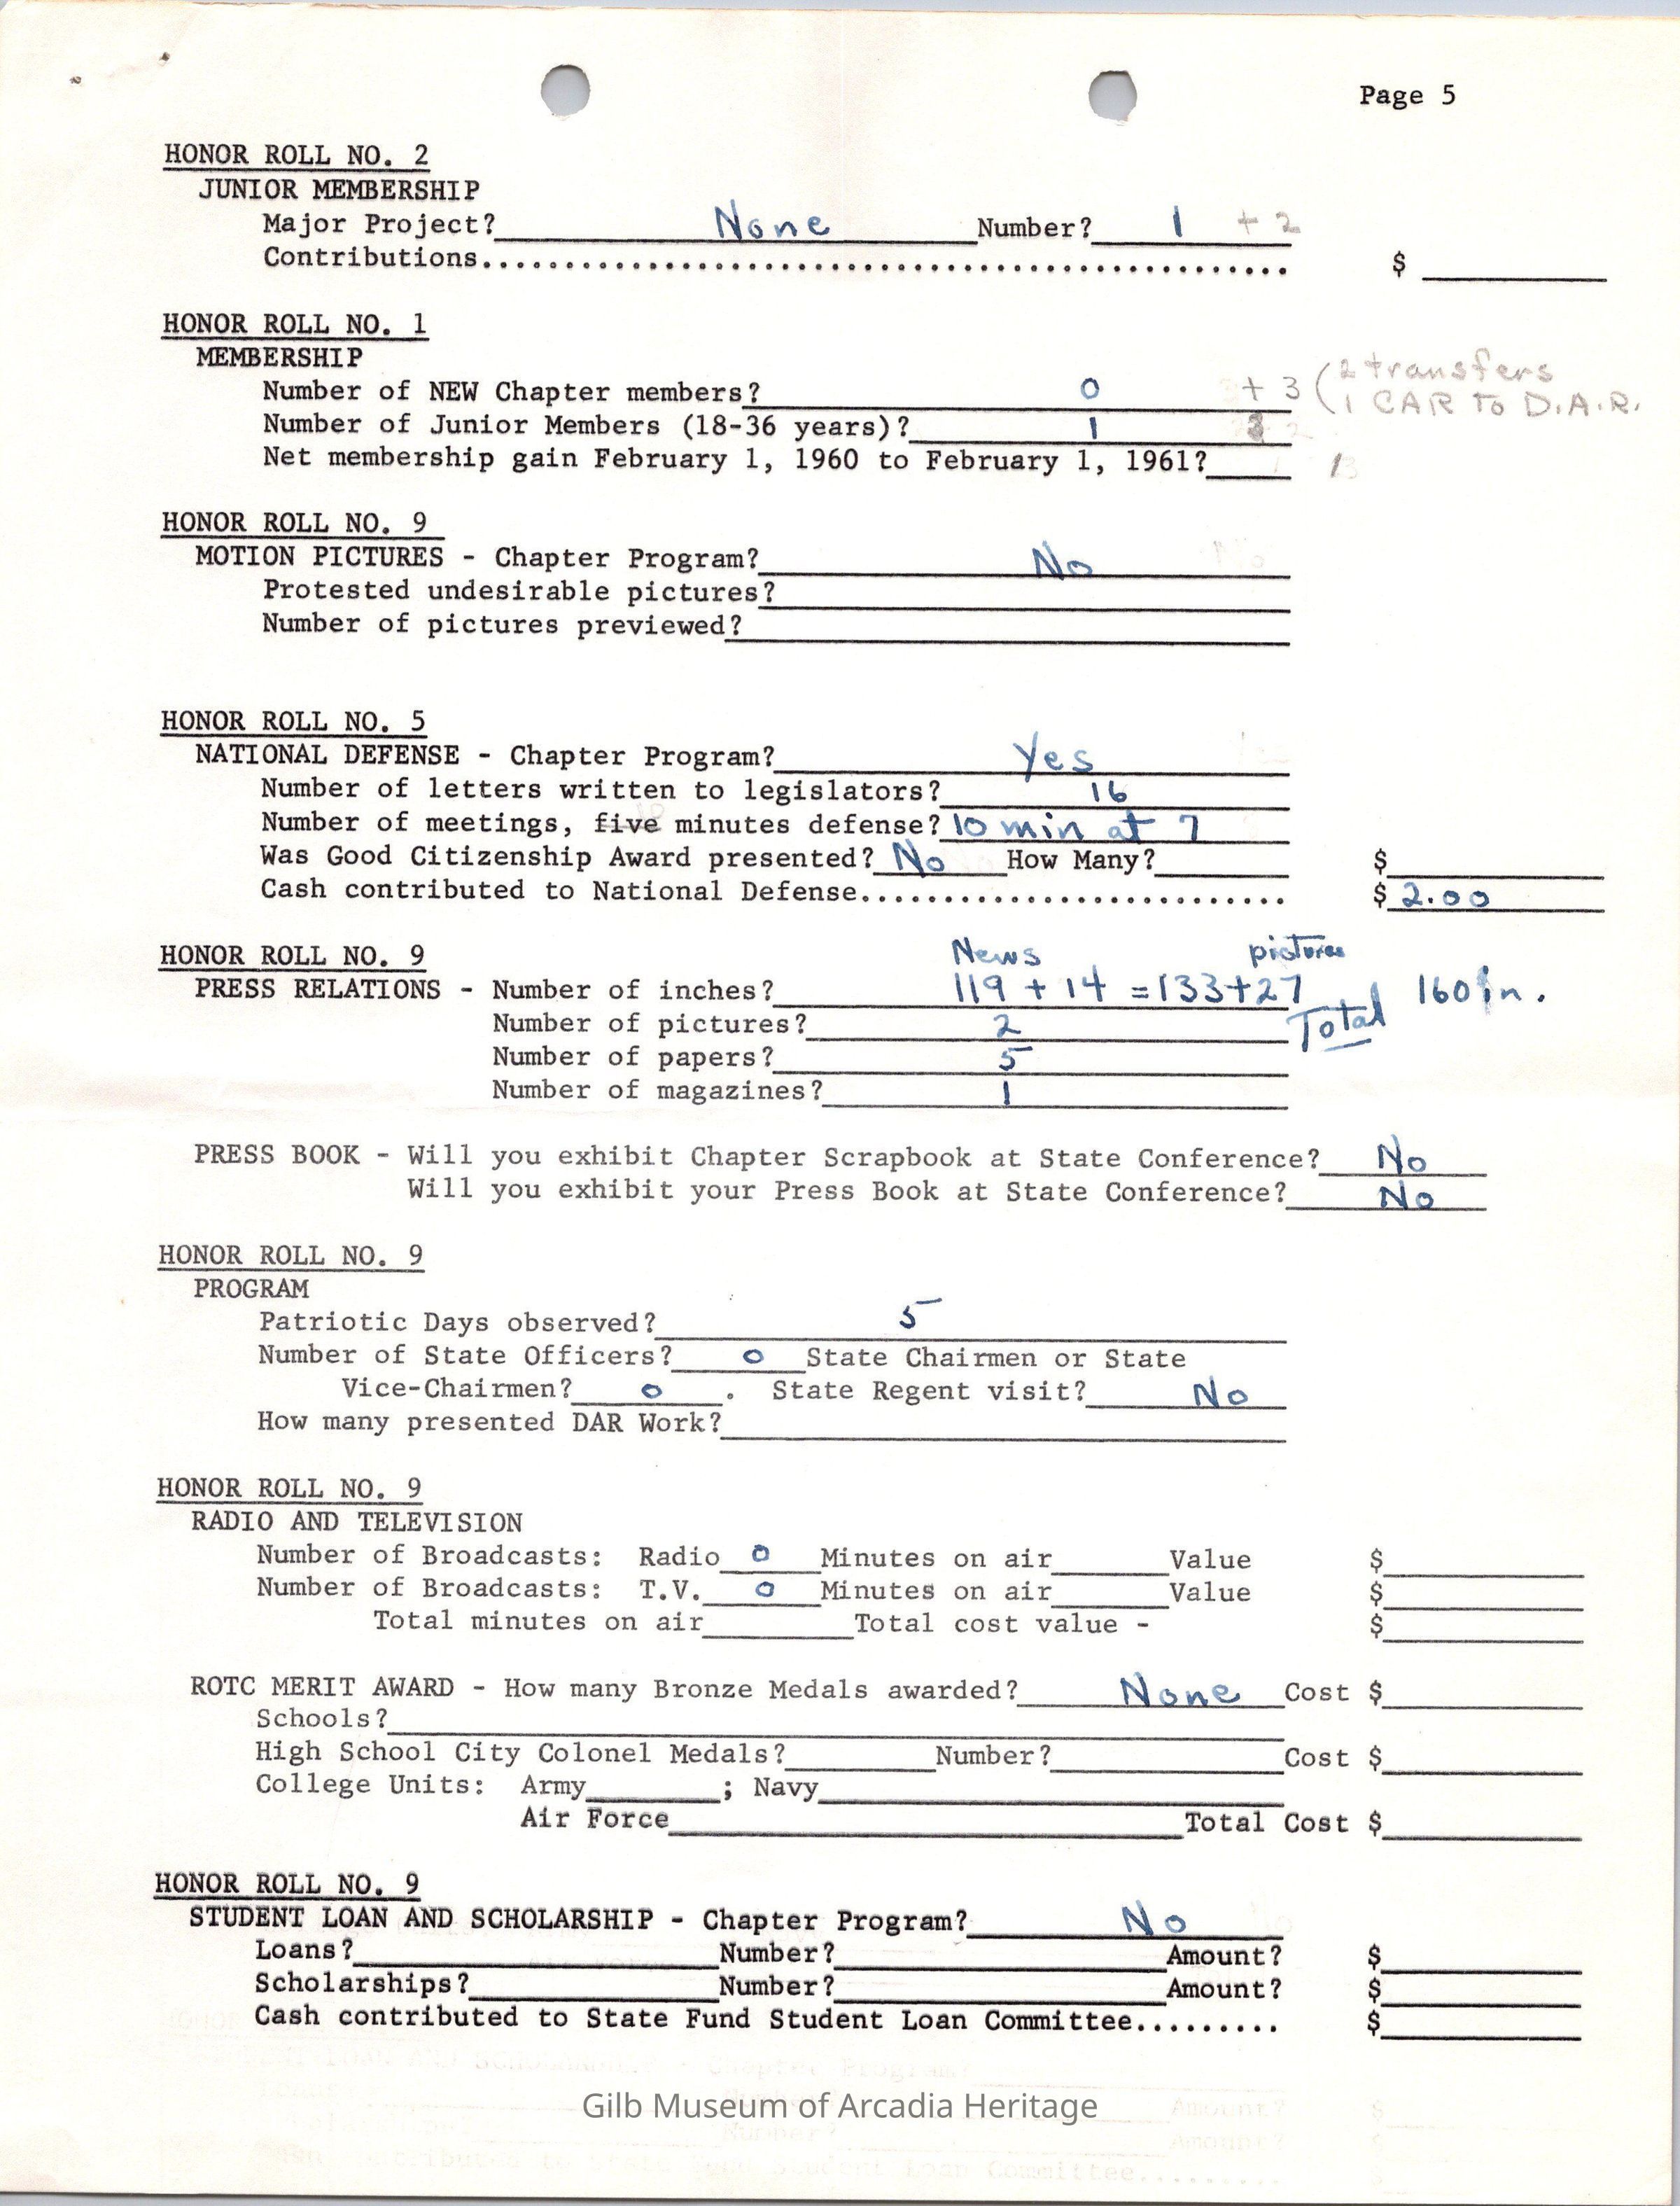 Page 5
HONOR ROLL NO. 2
JUNIOR MEMBERSHIP
Major Project? None Number? 1 + 2
Contributions.................................................. $
HONOR ROLL NO. 1
MEMBERSHIP
Number of NEW Chapter members? 0 + 3 (2 transfers
Number of Junior Members (18-36 years)? 1 1 CAR TO D.A.R.
Net membership gain February 1, 1960 to February 1, 1961?
HONOR ROLL NO. 9
MOTION PICTURES - Chapter Program? No
Protested undesirable pictures?
Number of pictures previewed?
HONOR ROLL NO. 5
NATIONAL DEFENSE - Chapter Program? Yes
Number of letters written to legislators? 16
Number of meetings, five minutes defense? 10 min at 7
Was Good Citizenship Award presented? No How Many? $
Cash contributed to National Defense.......................... $ 2.00
HONOR ROLL NO. 9 News pictures
PRESS RELATIONS - Number of inches? 119 + 14 = 133 + 27 Total 160 in.
Number of pictures? 2
Number of papers? 5
Number of magazines? 1
PRESS BOOK - Will you exhibit Chapter Scrapbook at State Conference? No
Will you exhibit your Press Book at State Conference? No
HONOR ROLL NO. 9
PROGRAM
Patriotic Days observed? 5
Number of State Officers? 0 State Chairmen or State
Vice-Chairmen? 0 . State Regent visit? No
How many presented DAR Work?
HONOR ROLL NO. 9
RADIO AND TELEVISION
Number of Broadcasts: Radio 0 Minutes on air Value $
Number of Broadcasts: T.V. 0 Minutes on air Value $
Total minutes on air Total cost value - $
ROTC MERIT AWARD - How many Bronze Medals awarded? None Cost $
Schools?
High School City Colonel Medals? Number? Cost $
College Units: Army ; Navy
Air Force Total Cost $
HONOR ROLL NO. 9
STUDENT LOAN AND SCHOLARSHIP - Chapter Program? No
Loans? Number? Amount? $
Scholarships? Number? Amount? $
Cash contributed to State Fund Student Loan Committee......... $
Gilb Museum of Arcadia Heritage